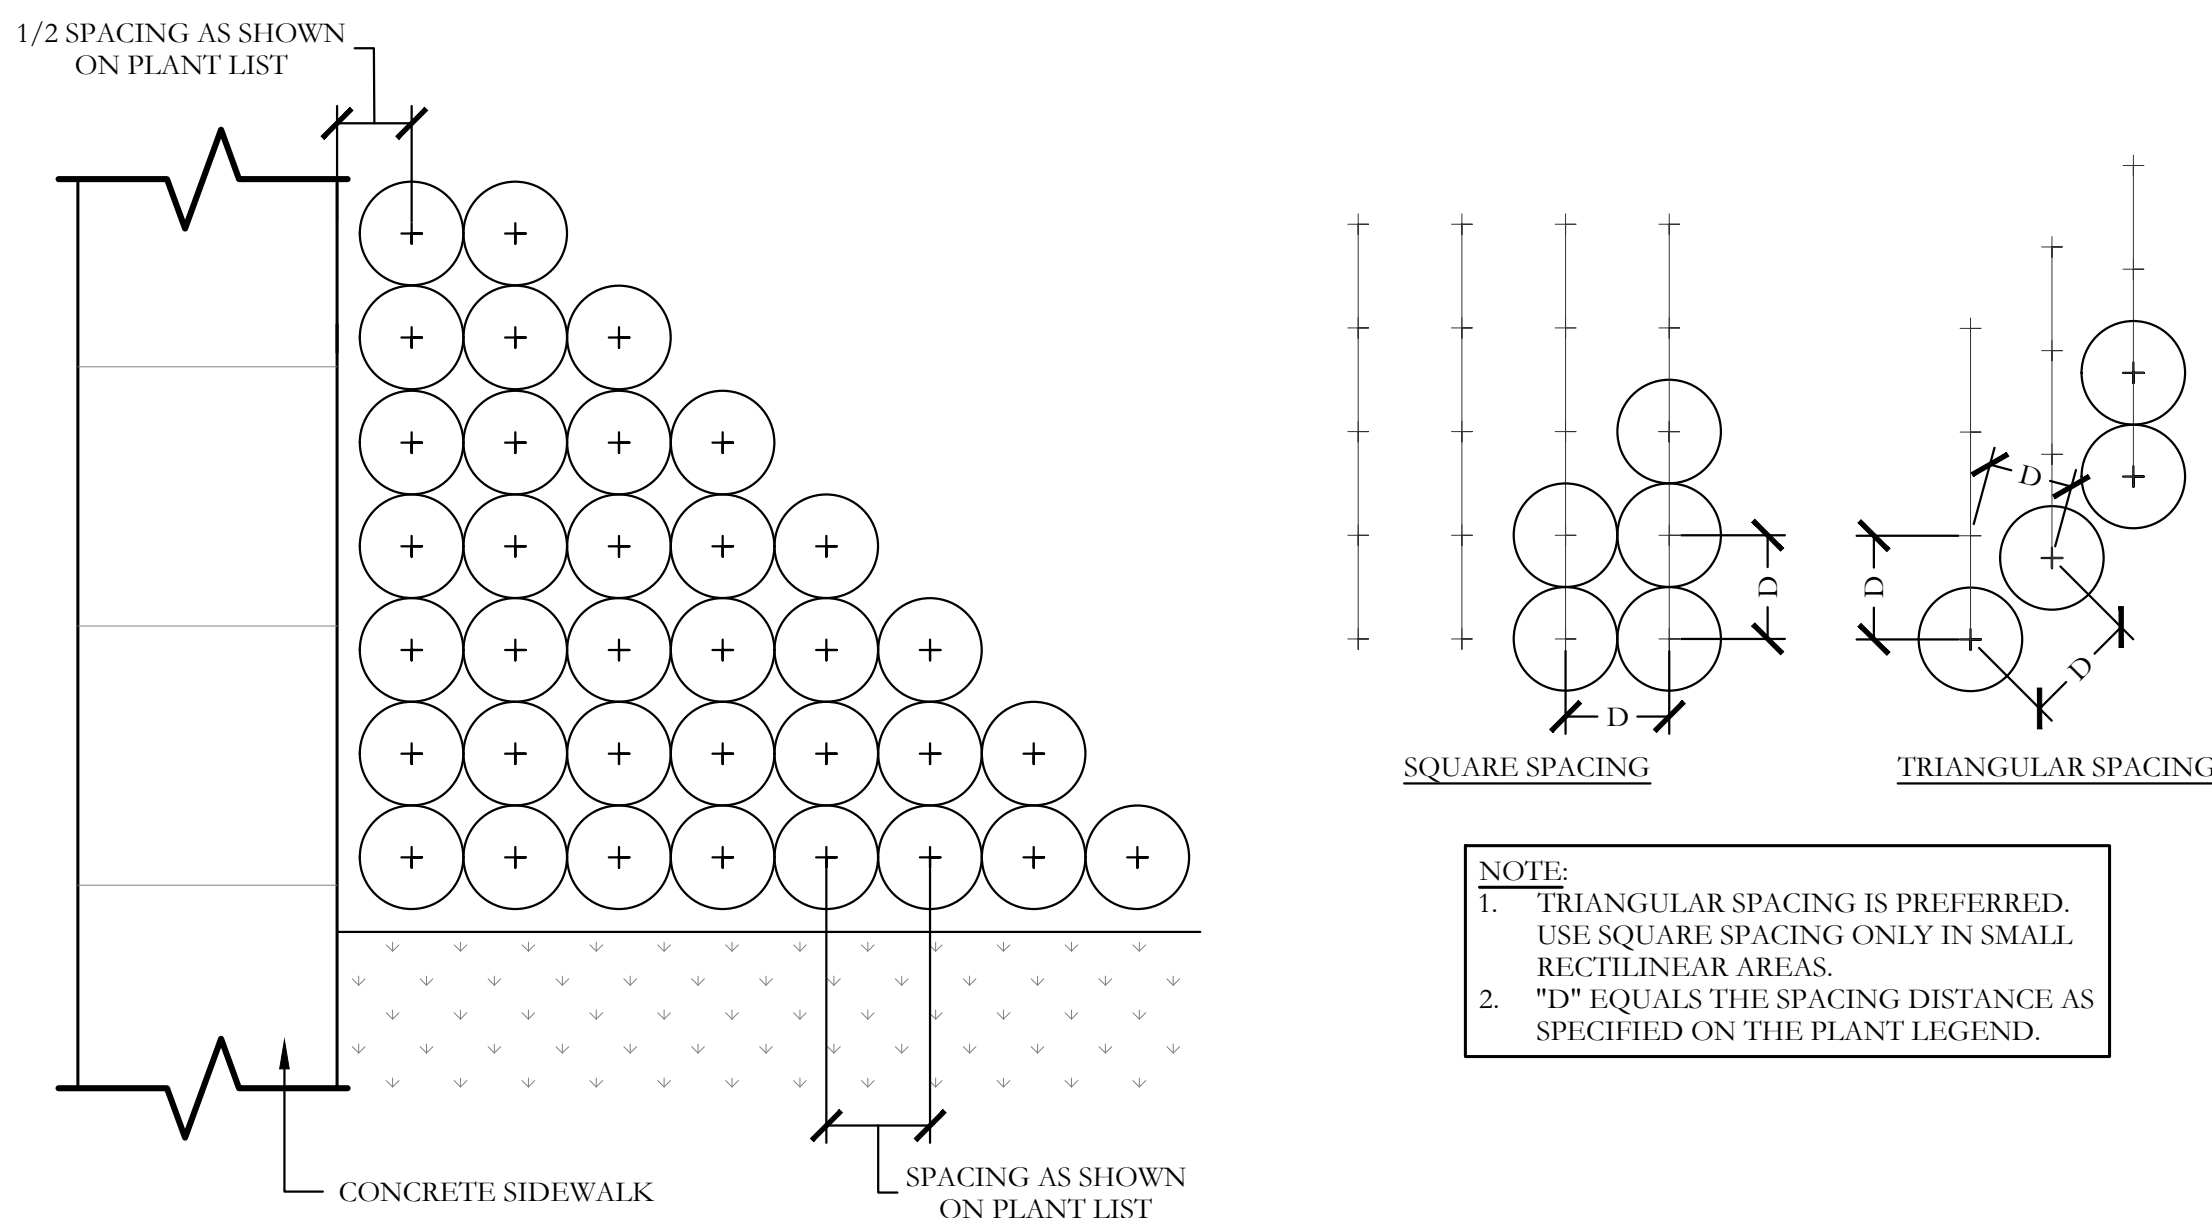 1/2 SPACING AS SHOWN
ON PLANT LIST
D
D
D
D
D
SQUARE SPACING
TRIANGULAR SPACING
NOTE:
1. TRIANGULAR SPACING IS PREFERRED.
USE SQUARE SPACING ONLY IN SMALL
RECTILINEAR AREAS.
2. "D" EQUALS THE SPACING DISTANCE AS
SPECIFIED ON THE PLANT LEGEND.
CONCRETE SIDEWALK
SPACING AS SHOWN
ON PLANT LIST